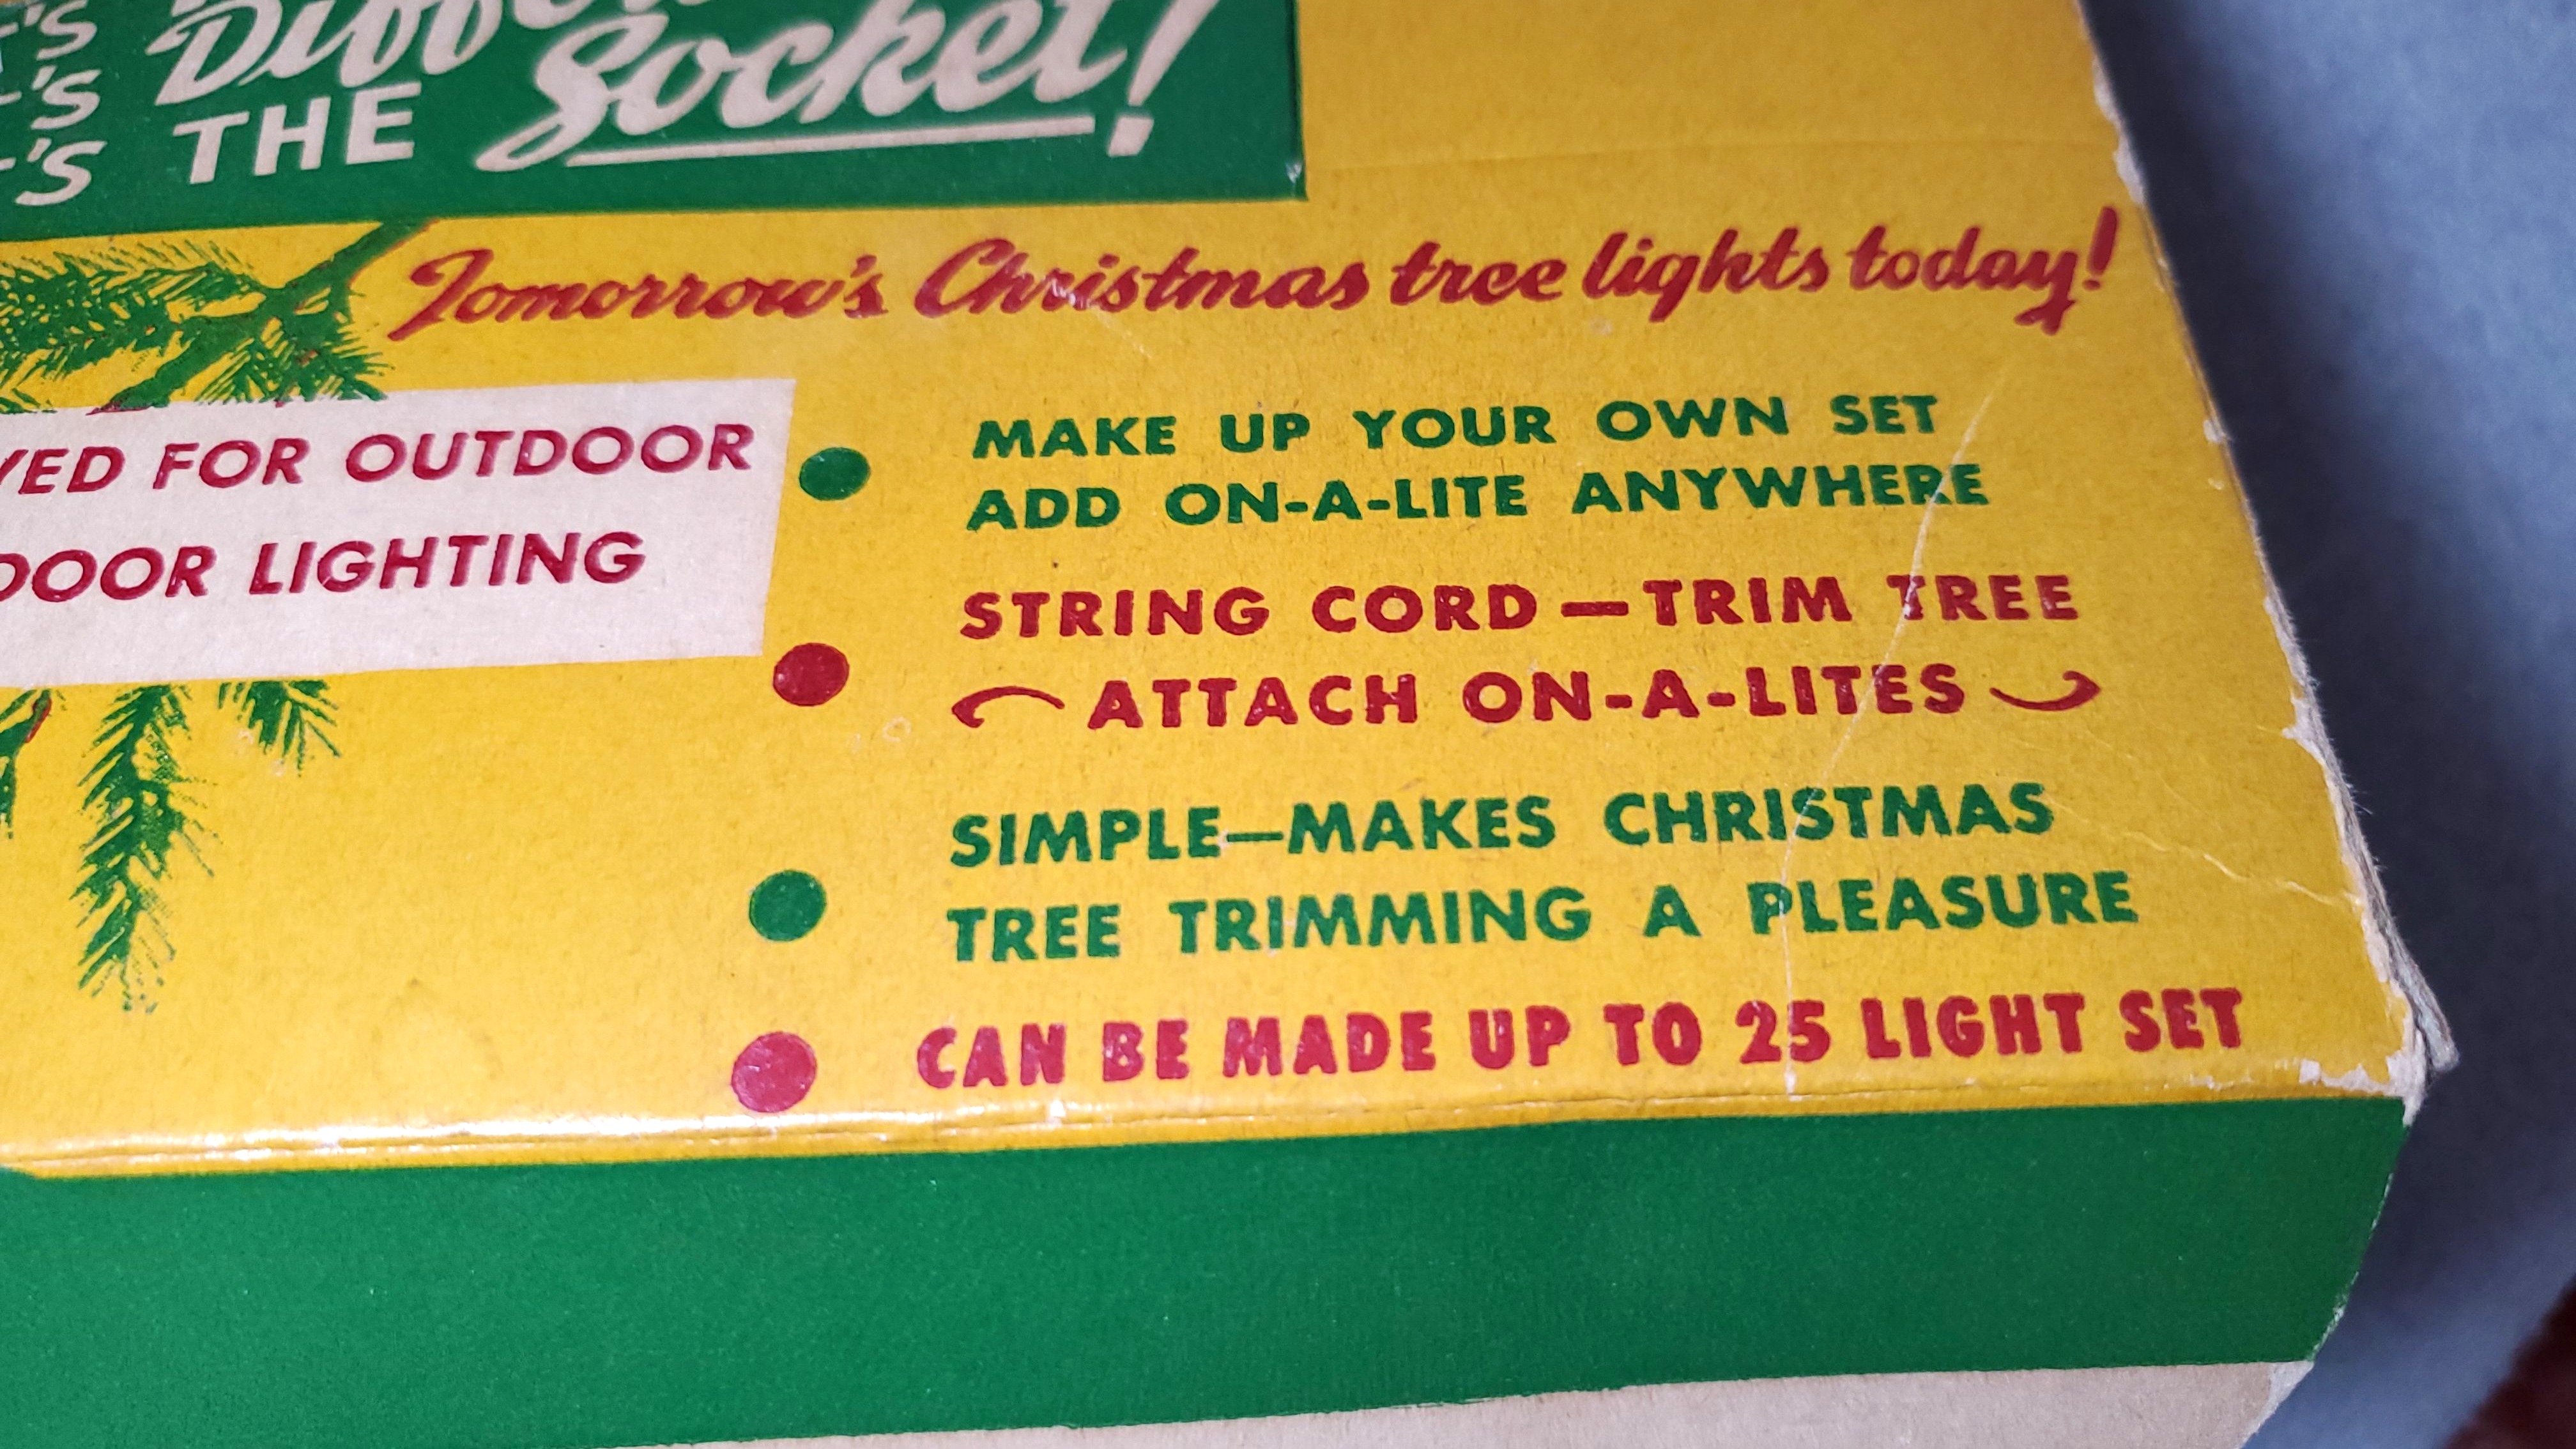 'S
'S Differ
'S THE Socket!
Tomorrow's Christmas tree lights today!
FOR OUTDOOR
LIGHTING
MAKE UP YOUR OWN SET
ADD ON-A-LITE ANYWHERE
STRING CORD—TRIM TREE
ATTACH ON-A-LITES
SIMPLE—MAKES CHRISTMAS
TREE TRIMMING A PLEASURE
CAN BE MADE UP TO 25 LIGHT SET